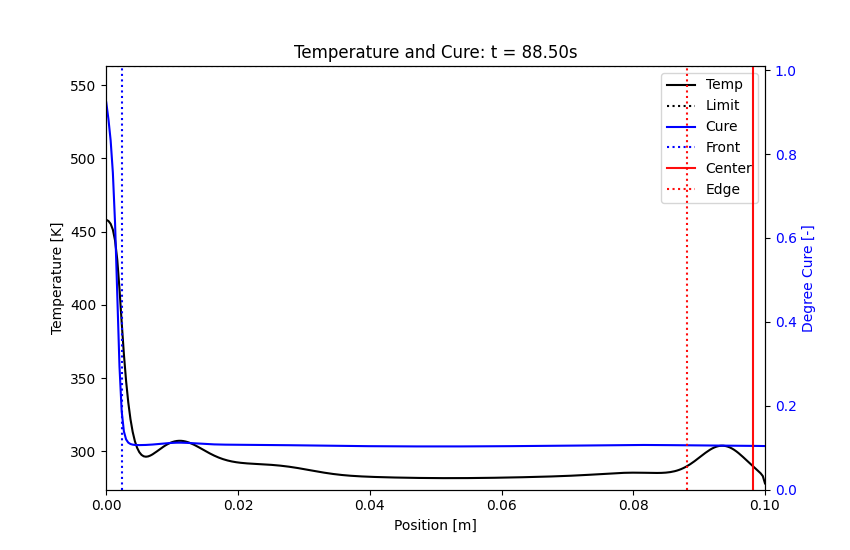 Temperature and Cure: t = 88.50s
550
500
450
400
350
300
Temperature [K]
1.0
0.8
0.6
0.4
0.2
0.0
Degree Cure [-]
Temp
Limit
Cure
Front
Center
Edge
0.00
0.02
0.04
0.06
0.08
0.10
Position [m]